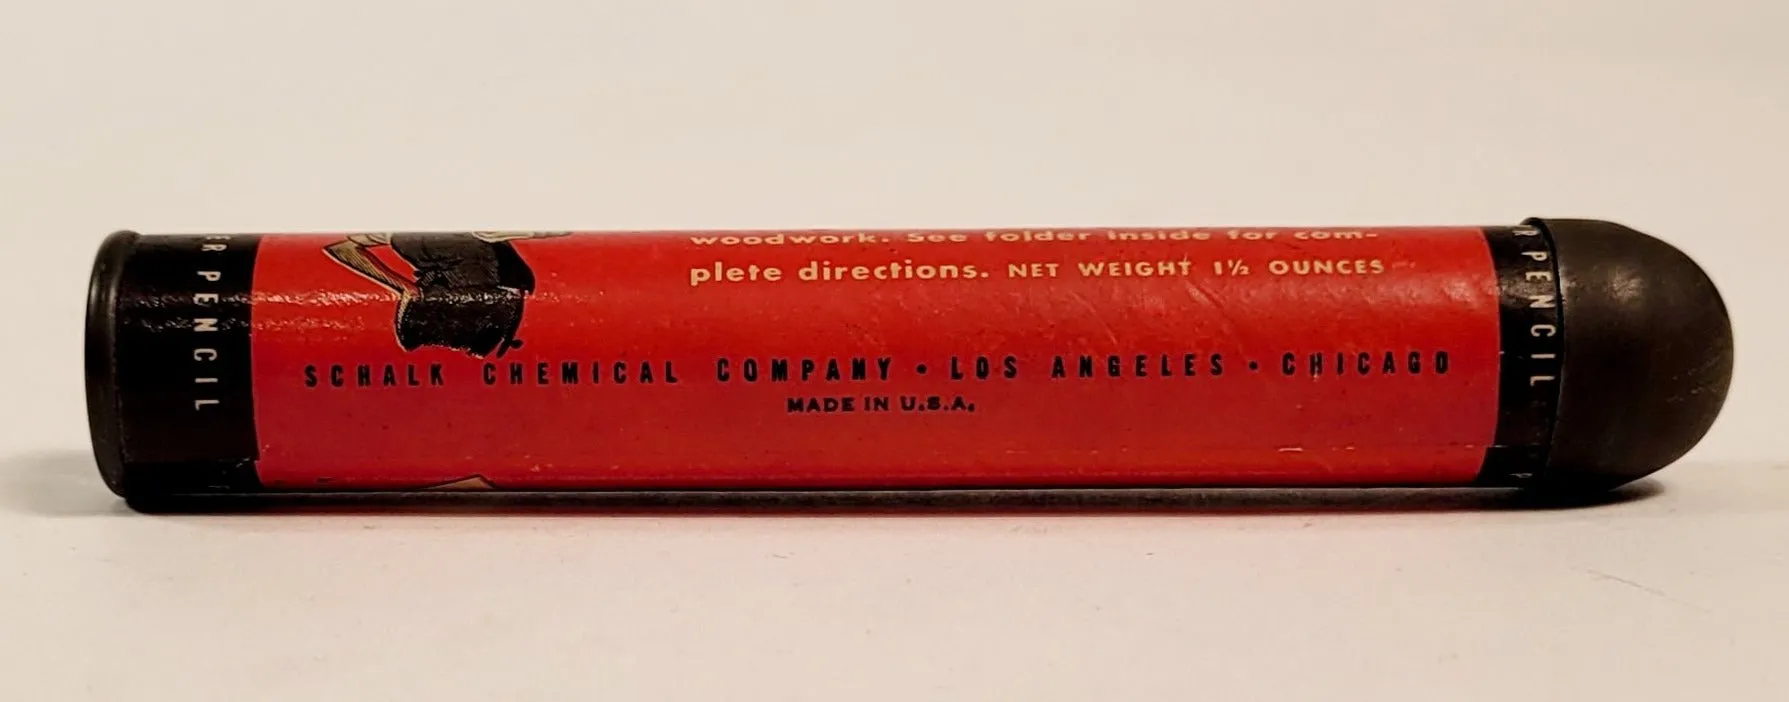 woodwork. See folder inside for com-
plete directions. NET WEIGHT 1½ OUNCES
SCHALK CHEMICAL COMPANY • LOS ANGELES • CHICAGO
MADE IN U.S.A.
ER PENCIL
R PENCIL